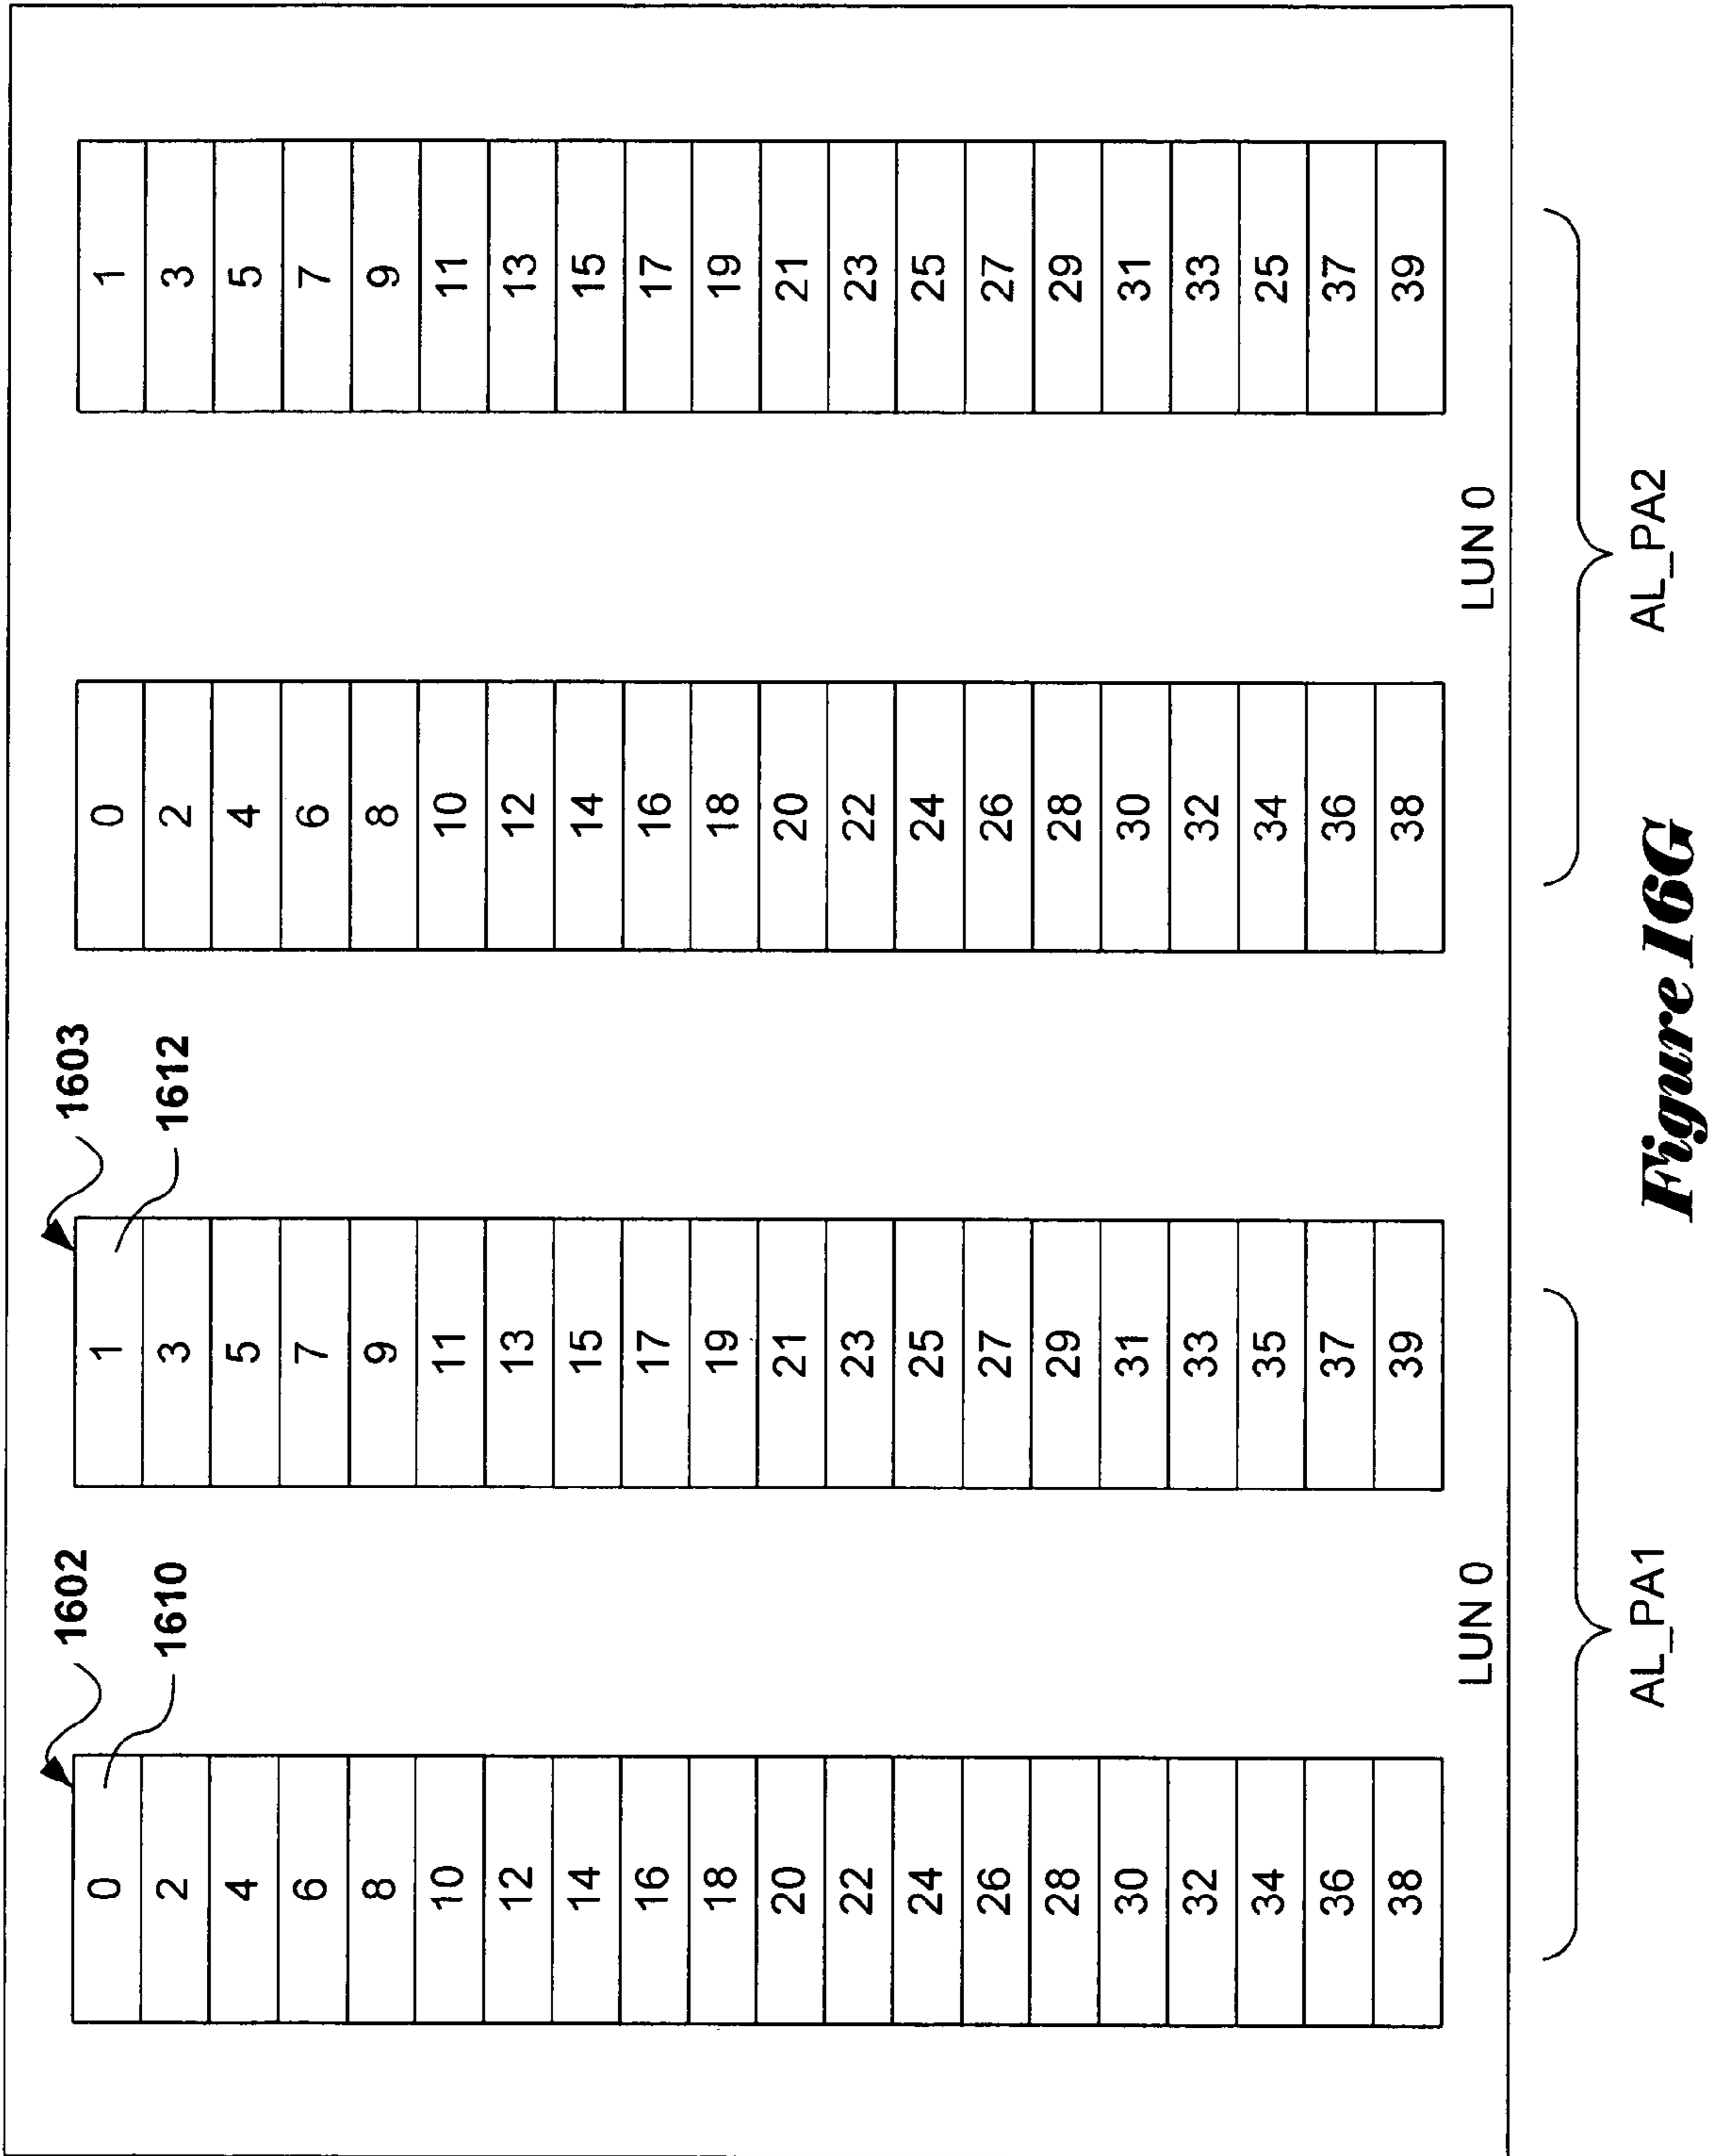 1602
1603
1610
1612
0 1 0 1
2 3 2 3
4 5 4 5
6 7 6 7
8 9 8 9
10 11 10 11
12 13 12 13
14 15 14 15
16 17 16 17
18 19 18 19
20 21 20 21
22 23 22 23
24 25 24 25
26 27 26 27
28 29 28 29
30 31 30 31
32 33 32 33
34 35 34 25
36 37 36 37
38 39 38 39
LUN 0 LUN 0
AL_PA1 AL_PA2
Figure 16G